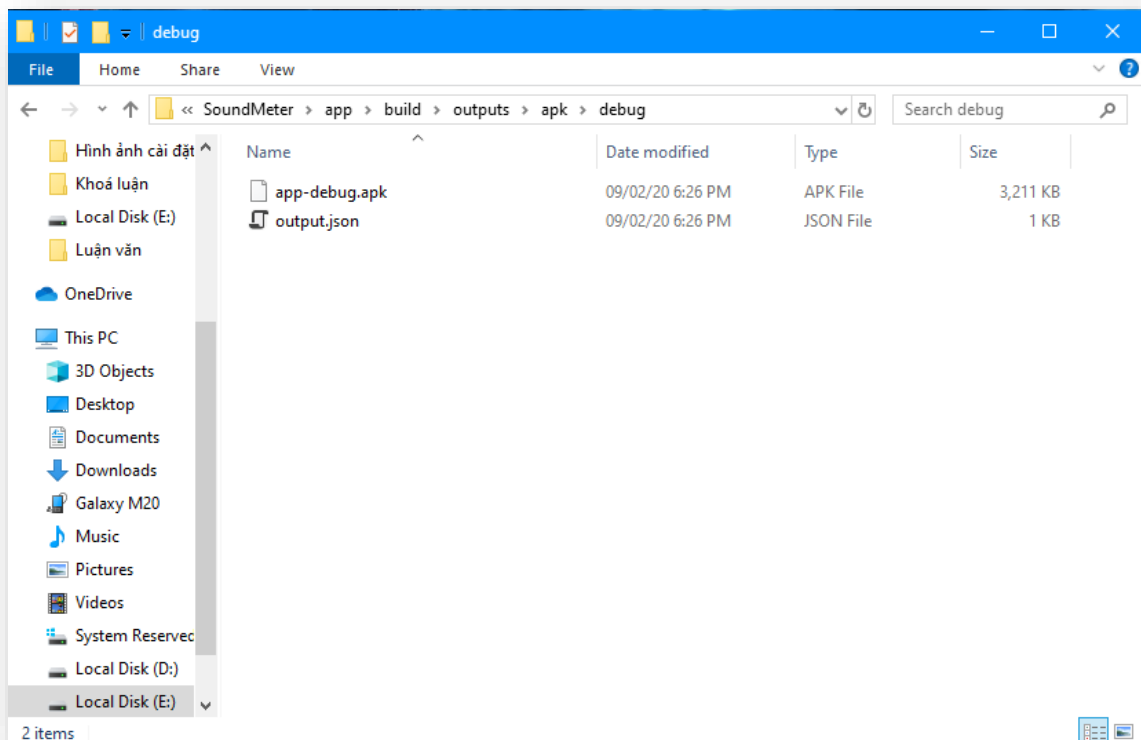 debug
File Home Share View
« SoundMeter > app > build > outputs > apk > debug
Search debug
Hình ảnh cài đặt
Khoá luận
Local Disk (E:)
Luận văn
OneDrive
This PC
3D Objects
Desktop
Documents
Downloads
Galaxy M20
Music
Pictures
Videos
System Reserved
Local Disk (D:)
Local Disk (E:)
Name Date modified Type Size
app-debug.apk 09/02/20 6:26 PM APK File 3,211 KB
output.json 09/02/20 6:26 PM JSON File 1 KB
2 items